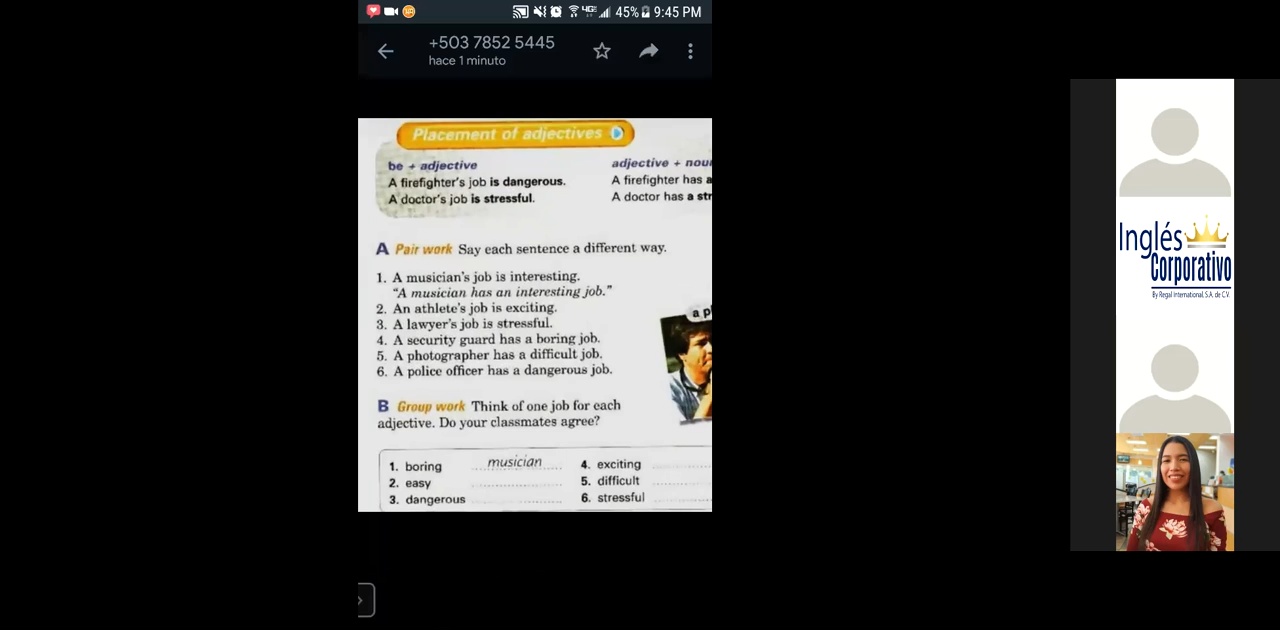 45% 9:45 PM
+503 7852 5445
hace 1 minuto
Placement of adjectives
be + adjective
A firefighter's job is dangerous.
A doctor's job is stressful.
adjective + nou
A firefighter has a
A doctor has a str
A Pair work Say each sentence a different way.
1. A musician's job is interesting.
"A musician has an interesting job."
2. An athlete's job is exciting.
3. A lawyer's job is stressful.
4. A security guard has a boring job.
5. A photographer has a difficult job.
6. A police officer has a dangerous job.
a p
B Group work Think of one job for each
adjective. Do your classmates agree?
1. boring musician
2. easy
3. dangerous
4. exciting
5. difficult
6. stressful
Inglés
Corporativo
By Regal International, S.A. de C.V.